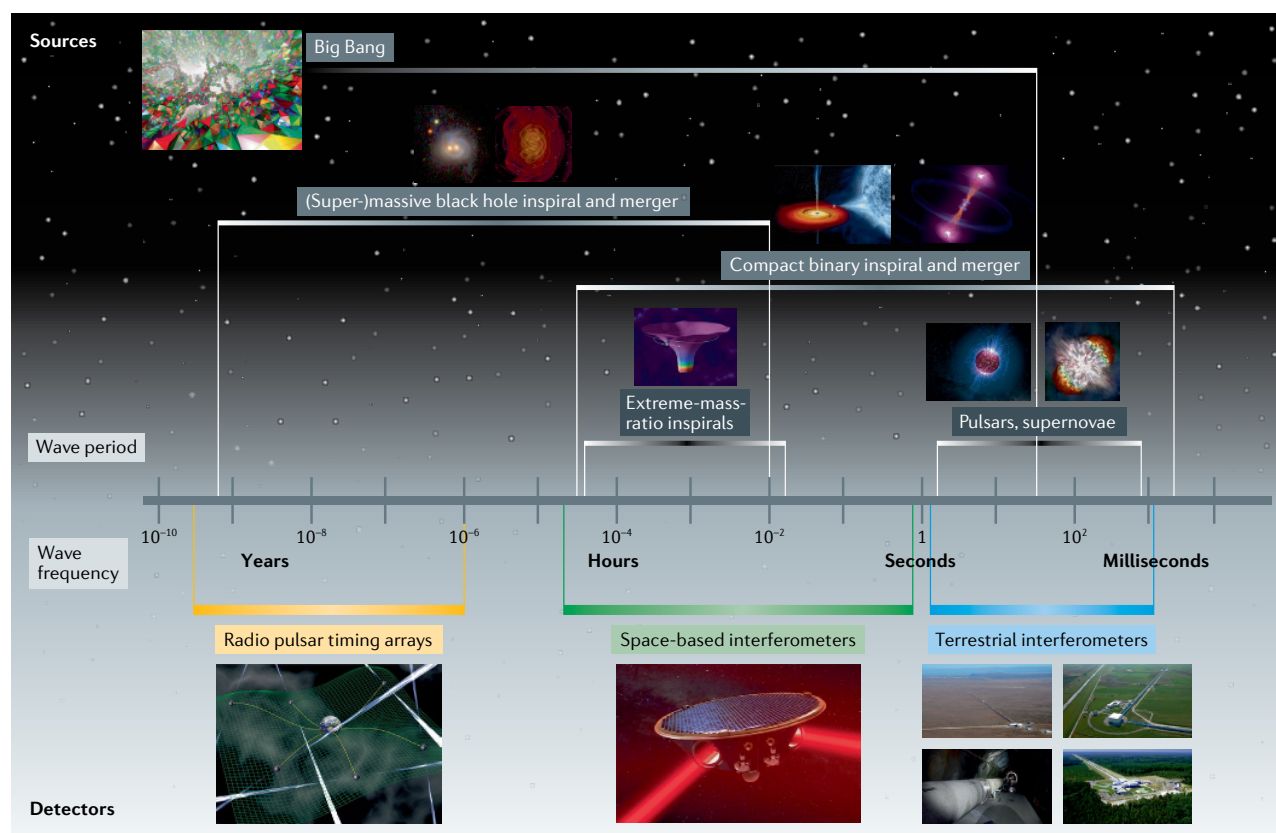 Sources
Big Bang
(Super-)massive black hole inspiral and merger
Compact binary inspiral and merger
Extreme-mass-
ratio inspirals
Pulsars, supernovae
Wave period
10⁻¹⁰
10⁻⁸
10⁻⁶
10⁻⁴
10⁻²
1
10²
Wave
frequency
Years
Hours
Seconds
Milliseconds
Radio pulsar timing arrays
Space-based interferometers
Terrestrial interferometers
Detectors